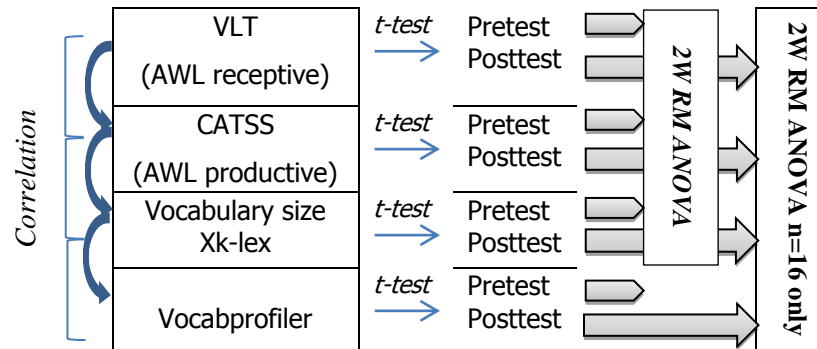 Correlation
VLT
(AWL receptive)
t-test
Pretest
Posttest
CATSS
(AWL productive)
t-test
Pretest
Posttest
Vocabulary size
Xk-lex
t-test
Pretest
Posttest
Vocabprofiler
t-test
Pretest
Posttest
2W RM ANOVA
2W RM ANOVA n=16 only